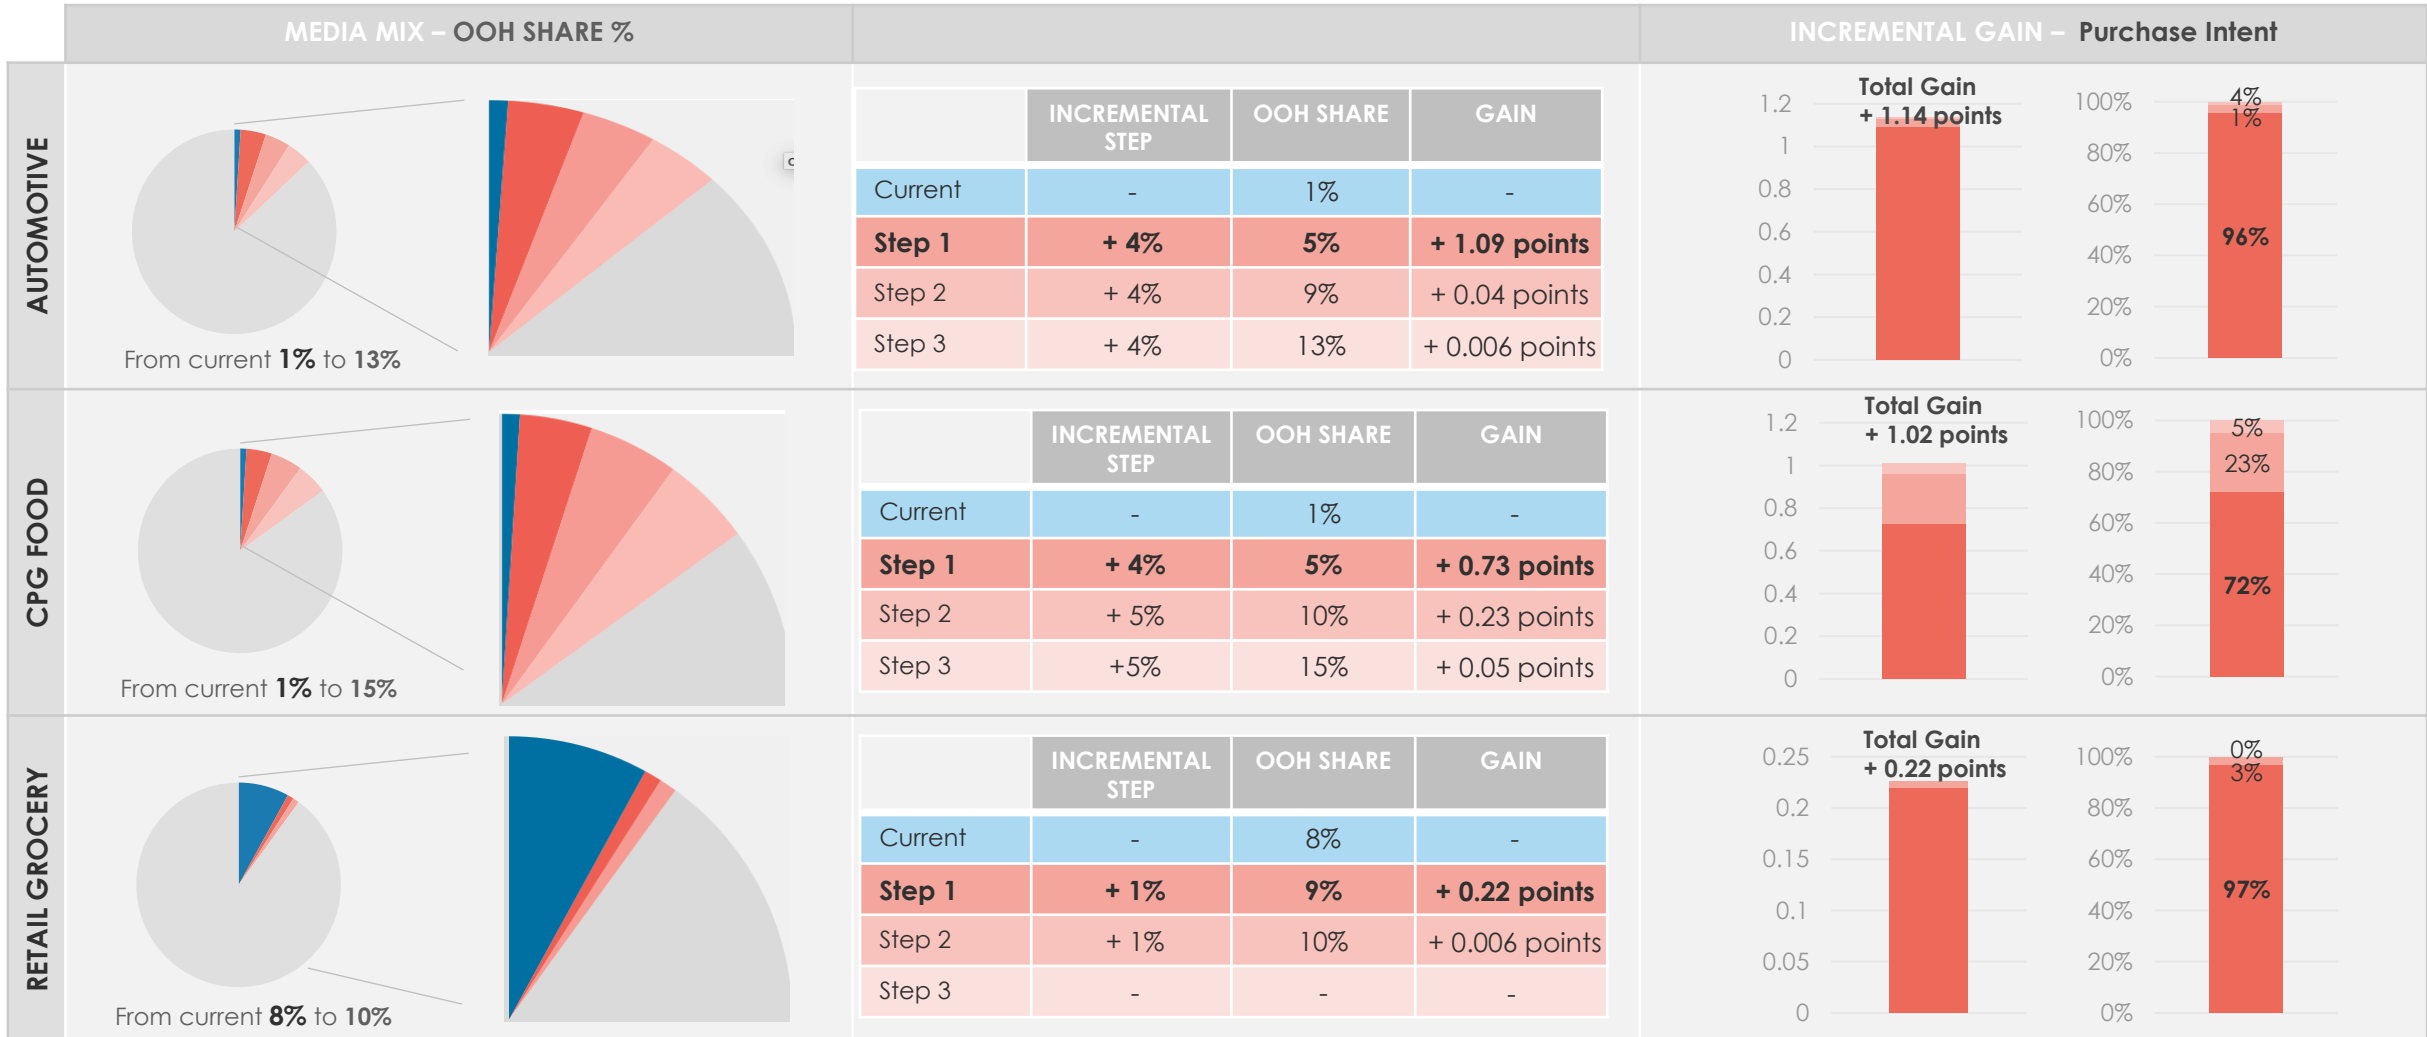 MEDIA MIX – OOH SHARE %
INCREMENTAL GAIN – Purchase Intent
AUTOMOTIVE
From current 1% to 13%
INCREMENTAL STEP OOH SHARE GAIN
Current - 1% -
Step 1 + 4% 5% + 1.09 points
Step 2 + 4% 9% + 0.04 points
Step 3 + 4% 13% + 0.006 points
Total Gain
+ 1.14 points
1.2
1
0.8
0.6
0.4
0.2
0
100%
80%
60%
40%
20%
0%
4%
1%
96%
CPG FOOD
From current 1% to 15%
INCREMENTAL STEP OOH SHARE GAIN
Current - 1% -
Step 1 + 4% 5% + 0.73 points
Step 2 + 5% 10% + 0.23 points
Step 3 +5% 15% + 0.05 points
Total Gain
+ 1.02 points
1.2
1
0.8
0.6
0.4
0.2
0
100%
80%
60%
40%
20%
0%
5%
23%
72%
RETAIL GROCERY
From current 8% to 10%
INCREMENTAL STEP OOH SHARE GAIN
Current - 8% -
Step 1 + 1% 9% + 0.22 points
Step 2 + 1% 10% + 0.006 points
Step 3 - - -
Total Gain
+ 0.22 points
0.25
0.2
0.15
0.1
0.05
0
100%
80%
60%
40%
20%
0%
0%
3%
97%